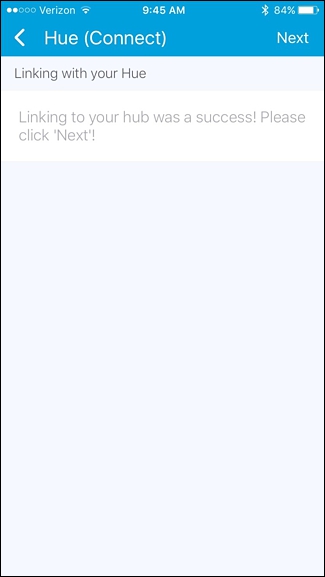 Verizon 9:45 AM 84%
Hue (Connect) Next
Linking with your Hue
Linking to your hub was a success! Please
click 'Next'!